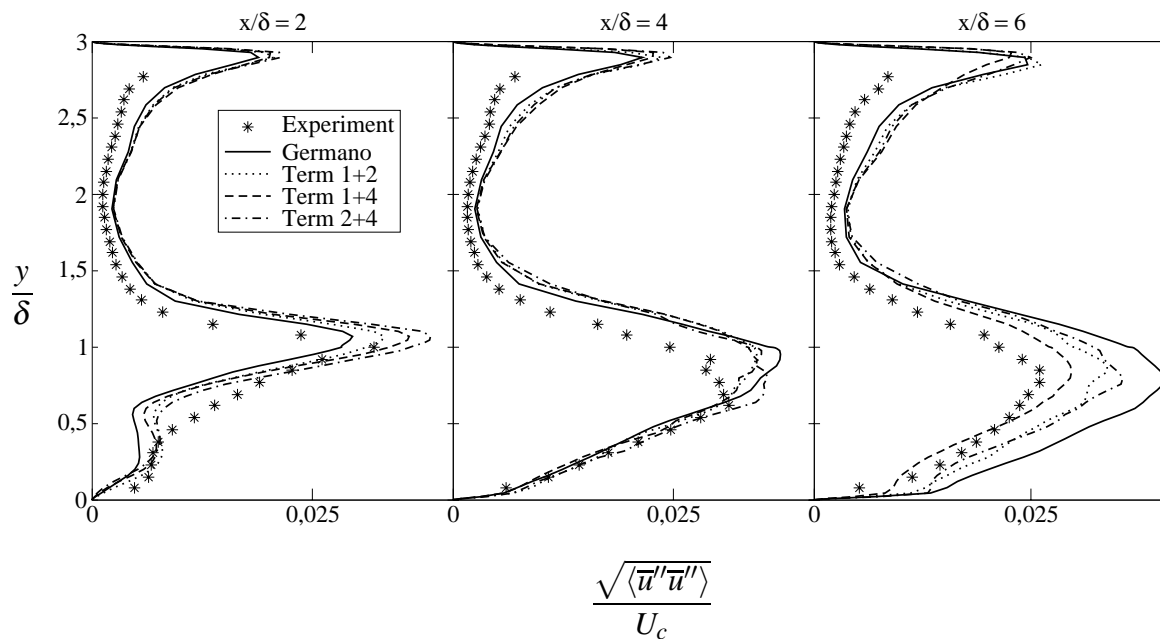 x/δ = 2 x/δ = 4 x/δ = 6
3
2,5
2
1,5
1
0,5
0
y/δ
Experiment
Germano
Term 1+2
Term 1+4
Term 2+4
0 0,025 0 0,025 0 0,025
√⟨u̅′′u̅′′⟩
U_c